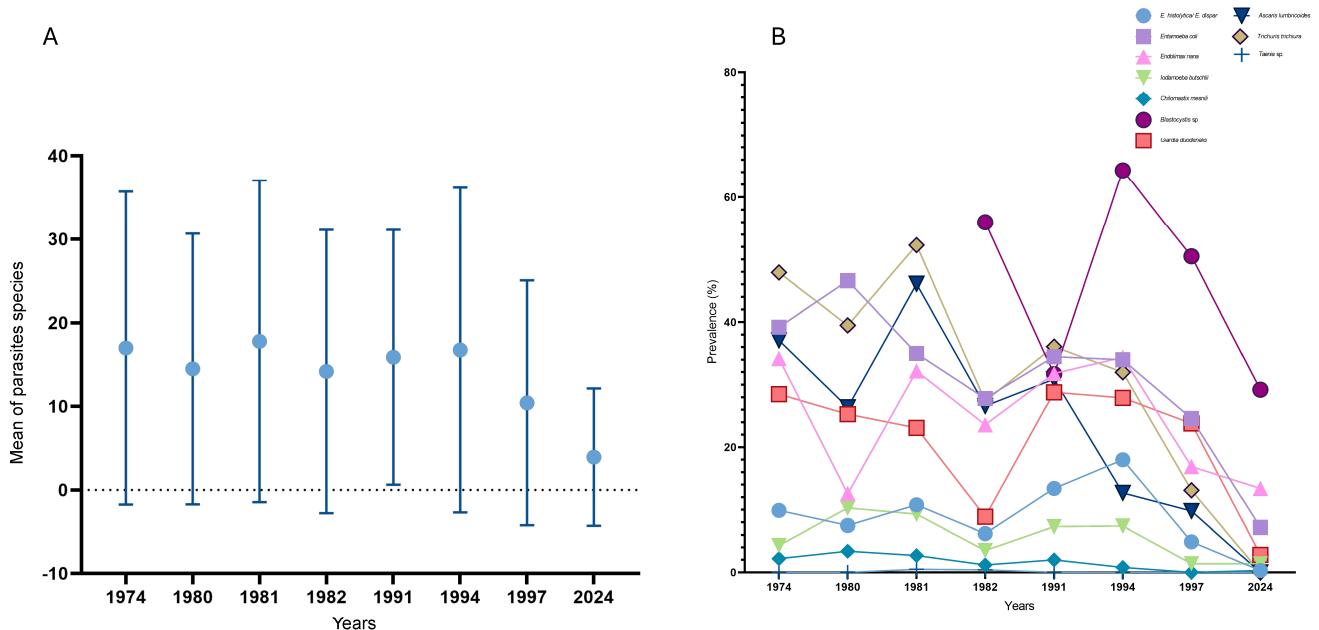 A
Mean of parasites species
40
30
20
10
0
-10
1974 1980 1981 1982 1991 1994 1997 2024
Years
B
E. histolytica/ E. dispar
Entamoeba coli
Endolimax nana
Iodamoeba butschlii
Chilomastix mesnili
Blastocystis sp
Giardia duodenalis
Ascaris lumbricoides
Trichuris trichiura
Taenia sp.
Prevalence (%)
80
60
40
20
0
1974 1980 1981 1982 1991 1994 1997 2024
Years